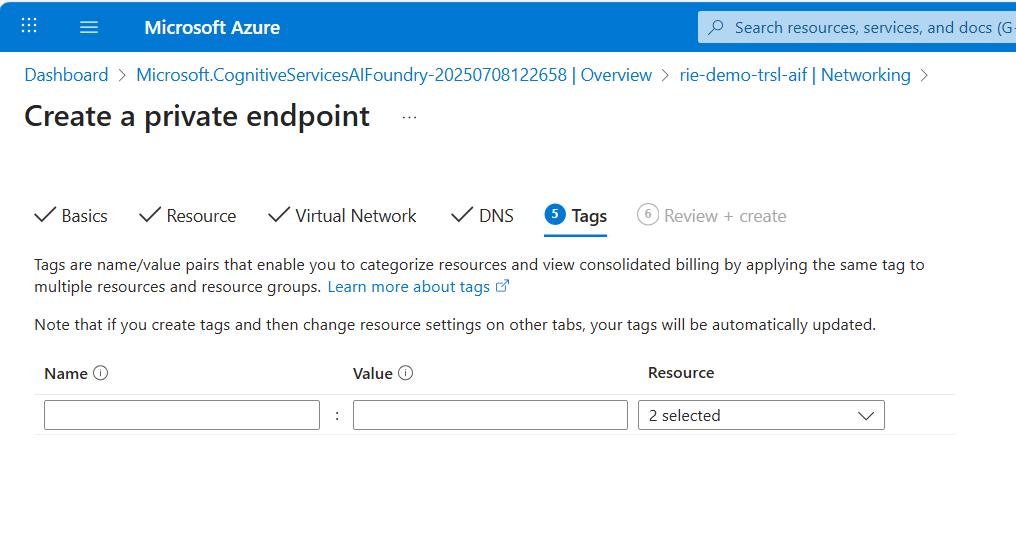 Microsoft Azure
Search resources, services, and docs (G+
Dashboard > Microsoft.CognitiveServicesAIFoundry-20250708122658 | Overview > rie-demo-trsl-aif | Networking >
Create a private endpoint ...
Basics Resource Virtual Network DNS 5 Tags 6 Review + create
Tags are name/value pairs that enable you to categorize resources and view consolidated billing by applying the same tag to
multiple resources and resource groups. Learn more about tags
Note that if you create tags and then change resource settings on other tabs, your tags will be automatically updated.
Name Value Resource
: 2 selected